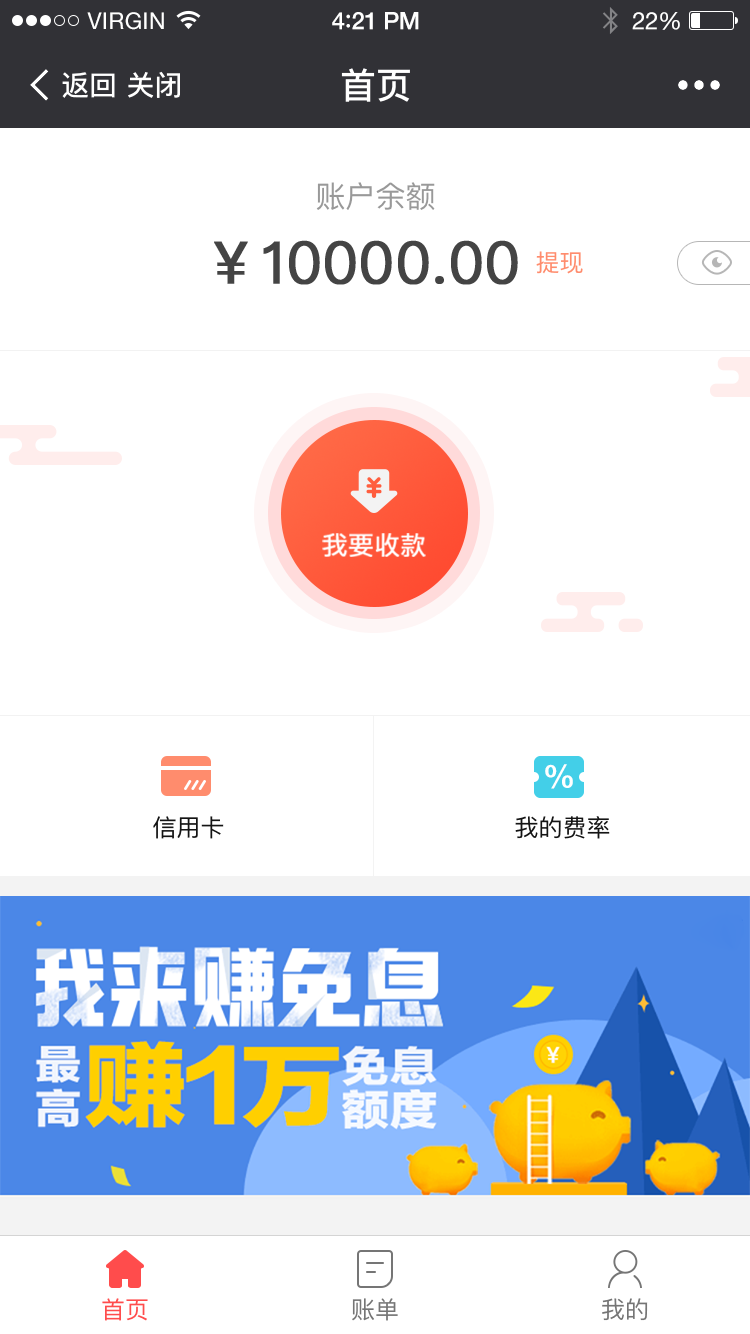 VIRGIN 4:21 PM 22%
返回 关闭 首页
账户余额
¥10000.00 提现
¥
我要收款
%
信用卡 我的费率
我来赚免息
最高赚1万免息额度
¥
首页 账单 我的